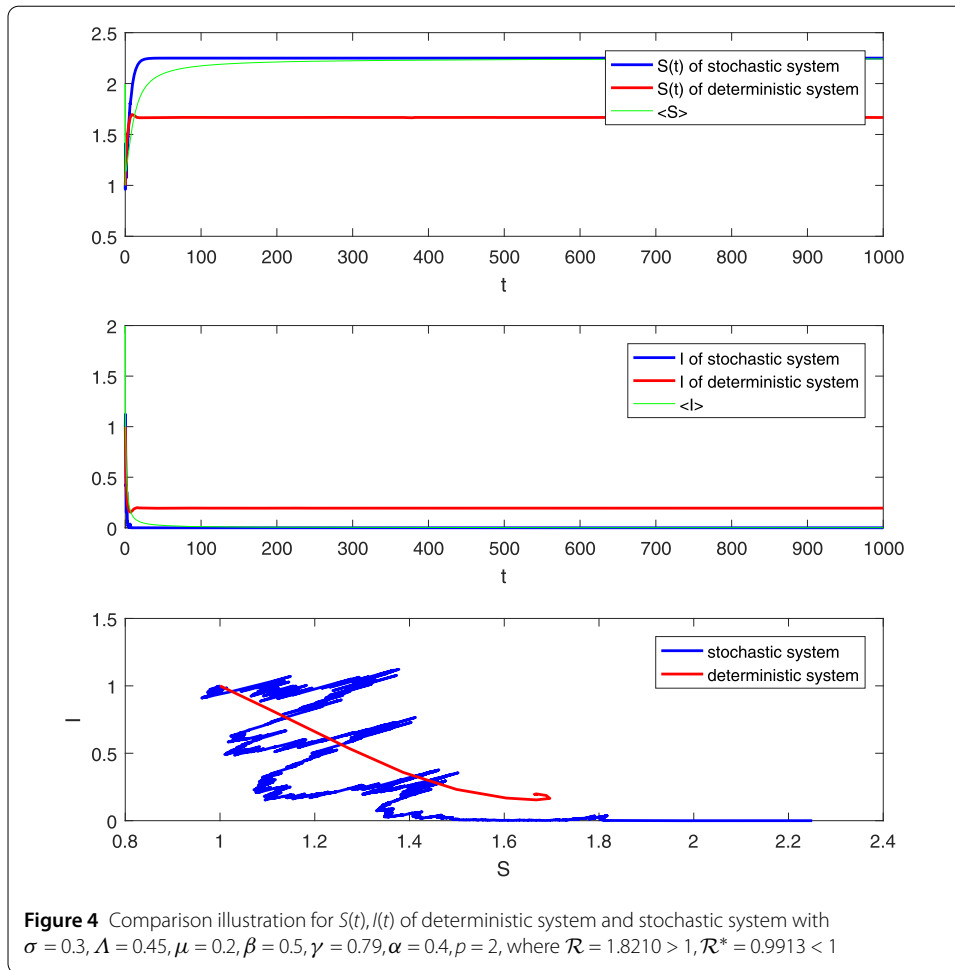 2.5
2
1.5
1
0.5
S(t) of stochastic system
S(t) of deterministic system
<S>
0 100 200 300 400 500 600 700 800 900 1000
t
2
1.5
1
0.5
0
I of stochastic system
I of deterministic system
<I>
0 100 200 300 400 500 600 700 800 900 1000
t
1.5
1
0.5
0
I
stochastic system
deterministic system
0.8 1 1.2 1.4 1.6 1.8 2 2.2 2.4
S
Figure 4 Comparison illustration for S(t), I(t) of deterministic system and stochastic system with
σ = 0.3, Λ = 0.45, μ = 0.2, β = 0.5, γ = 0.79, α = 0.4, p = 2, where ℛ = 1.8210 > 1, ℛ* = 0.9913 < 1